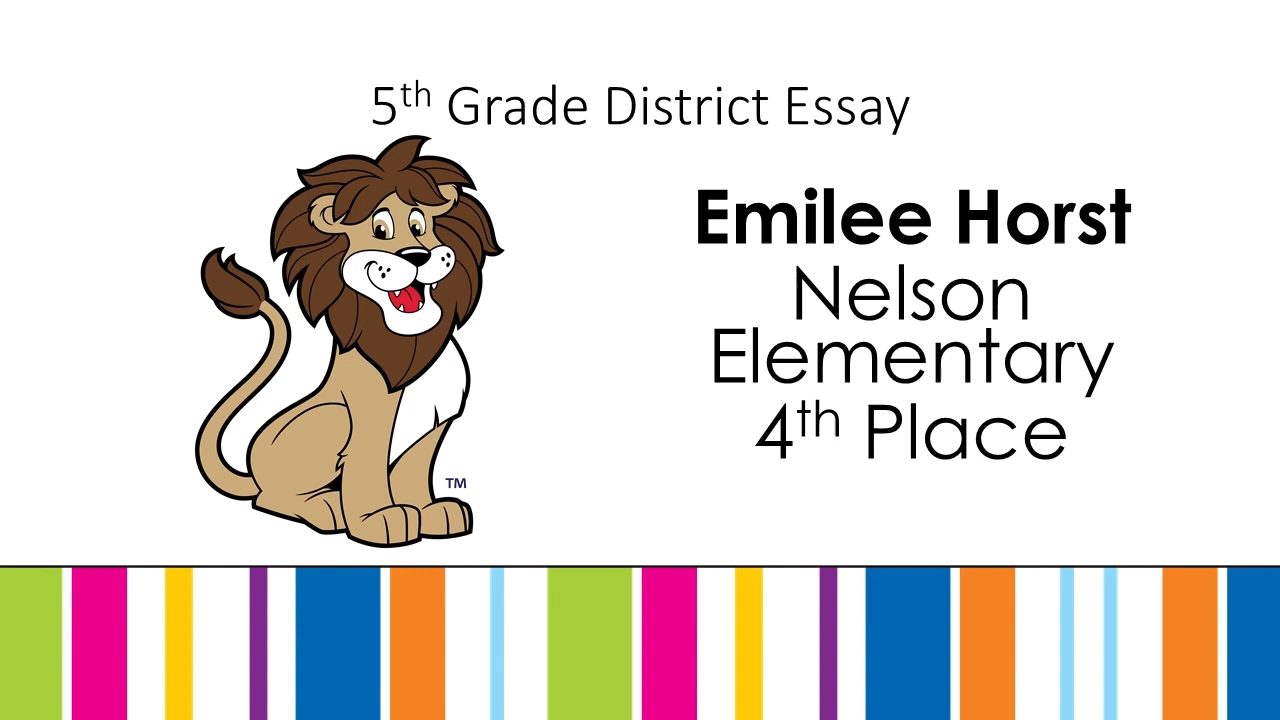 5th Grade District Essay
Emilee Horst
Nelson
Elementary
4th Place
TM